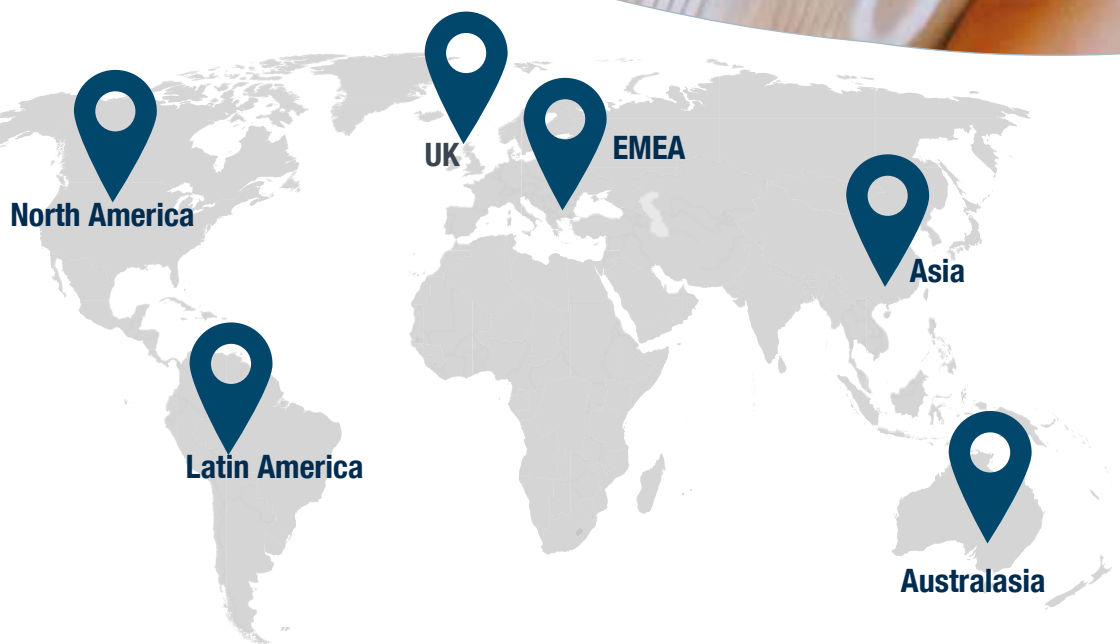 UK
EMEA
North America
Asia
Latin America
Australasia